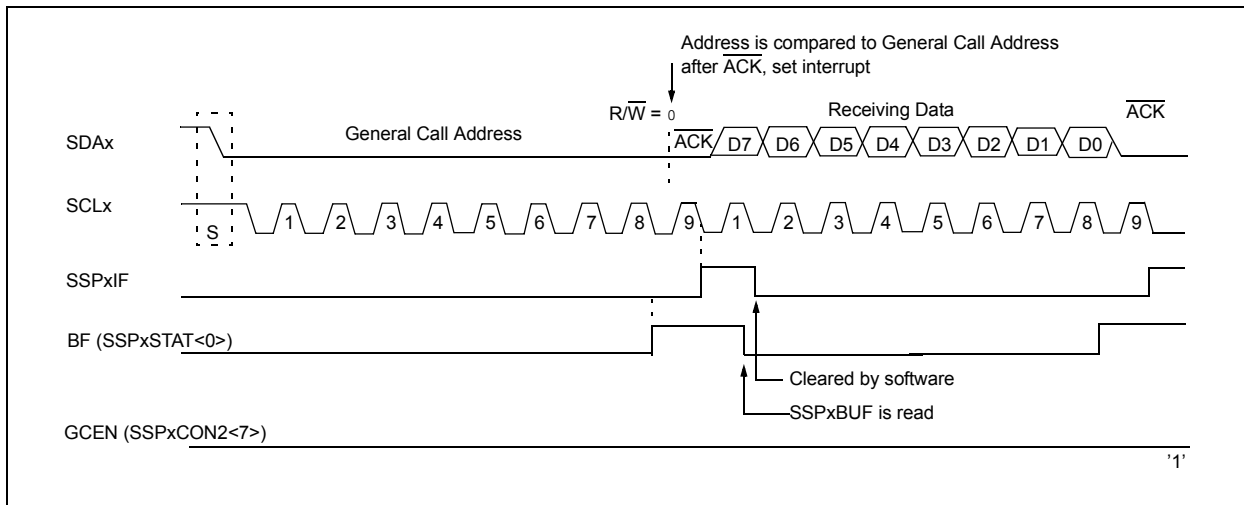 Address is compared to General Call Address
after ACK, set interrupt
R/W = 0
Receiving Data
ACK
SDAx
General Call Address
ACK D7 D6 D5 D4 D3 D2 D1 D0
SCLx
S
1 2 3 4 5 6 7 8 9 1 2 3 4 5 6 7 8 9
SSPxIF
BF (SSPxSTAT<0>)
Cleared by software
SSPxBUF is read
GCEN (SSPxCON2<7>)
'1'